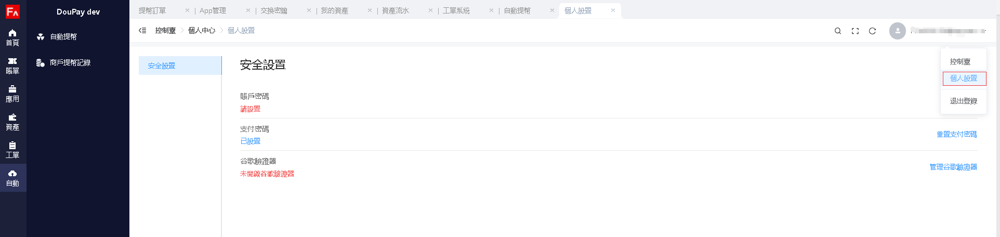 FA
DouPay dev
首頁
賬單
應用
資產
工單
自動
自動提幣
商戶提幣記錄
提幣訂單
App管理
交換密鑰
我的資產
資產流水
工單系統
自動提幣
個人設置
控制臺
個人中心
個人設置
控制臺
個人設置
退出登錄
安全設置
安全設置
賬戶密碼
請設置
支付密碼
已設置
重置支付密碼
谷歌驗證器
未開啟谷歌驗證器
管理谷歌驗證器